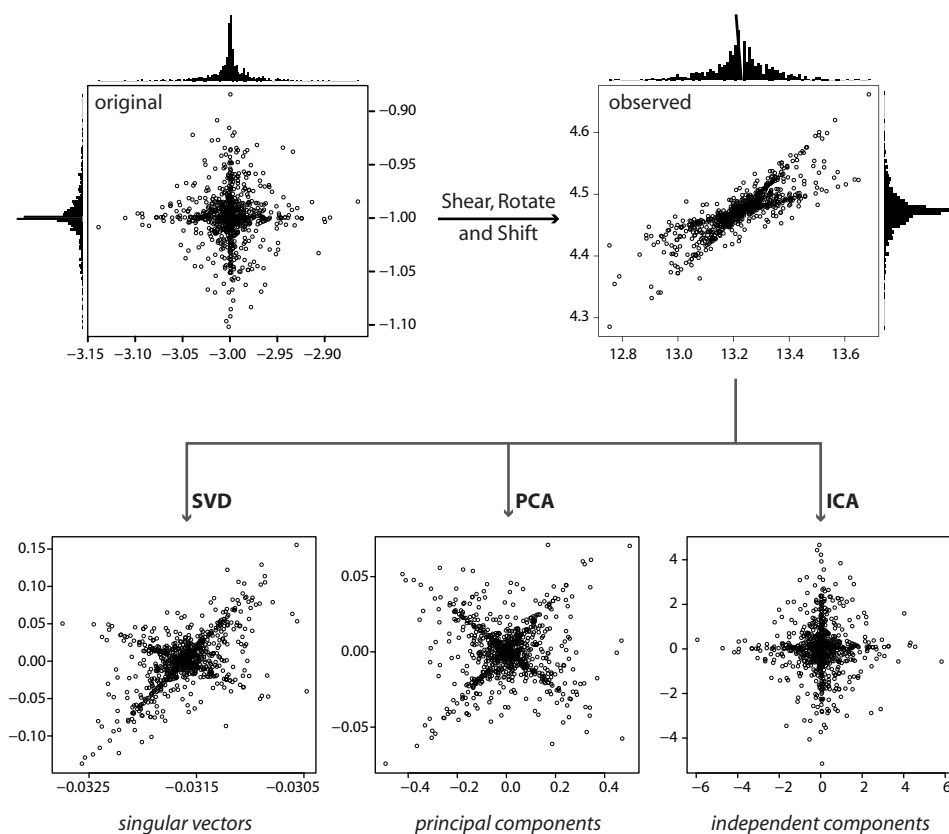 original
−0.90
−0.95
−1.00
−1.05
−1.10
−3.15 −3.05 −3.00 −2.95 −2.90
Shear, Rotate
and Shift
observed
4.6
4.5
4.4
4.3
12.8 13.0 13.2 13.4 13.6
SVD
PCA
ICA
0.15
0.10
0.05
0.00
−0.05
−0.10
−0.0325 −0.0315 −0.0305
singular vectors
0.05
0.00
−0.05
−0.4 −0.2 0.0 0.2 0.4
principal components
4
2
0
−2
−4
−6 −4 −2 0 2 4 6
independent components